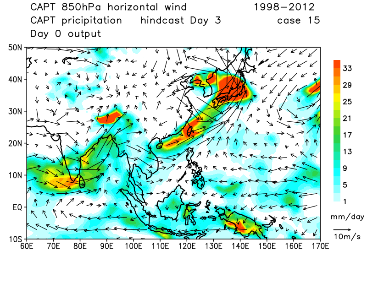 CAPT 850hPa horizontal wind 1998-2012
CAPT pricipitation hindcast Day 3 case 15
Day 0 output
50N
40N
30N
20N
10N
EQ
10S
60E 70E 80E 90E 100E 110E 120E 130E 140E 150E 160E 170E
33
29
25
21
17
13
9
5
1
mm/day
10m/s